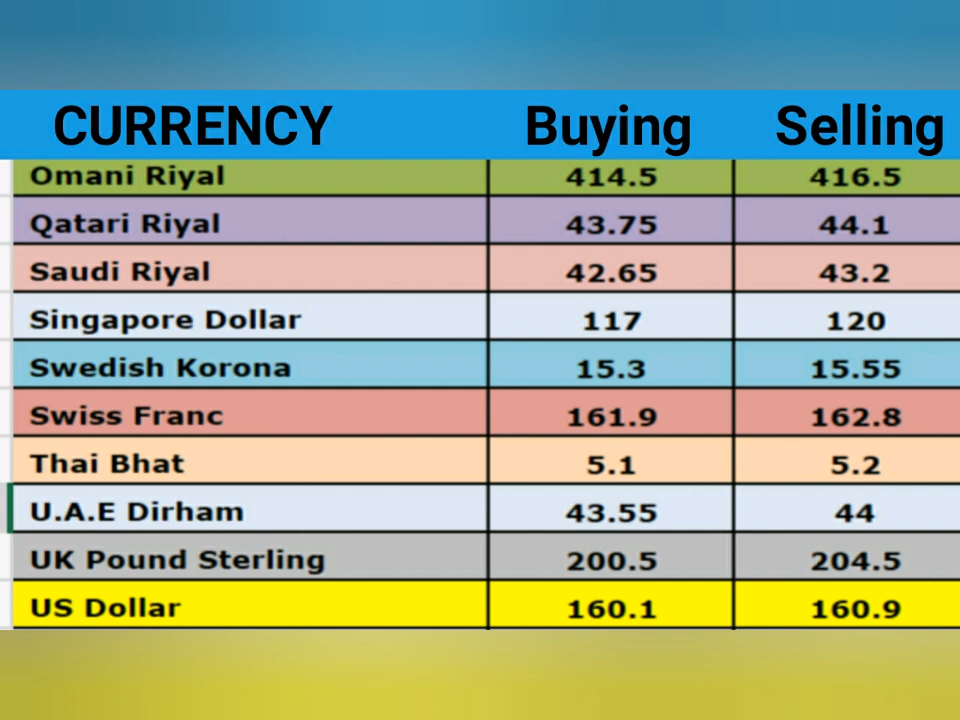 CURRENCY Buying Selling
Omani Riyal 414.5 416.5
Qatari Riyal 43.75 44.1
Saudi Riyal 42.65 43.2
Singapore Dollar 117 120
Swedish Korona 15.3 15.55
Swiss Franc 161.9 162.8
Thai Bhat 5.1 5.2
U.A.E Dirham 43.55 44
UK Pound Sterling 200.5 204.5
US Dollar 160.1 160.9